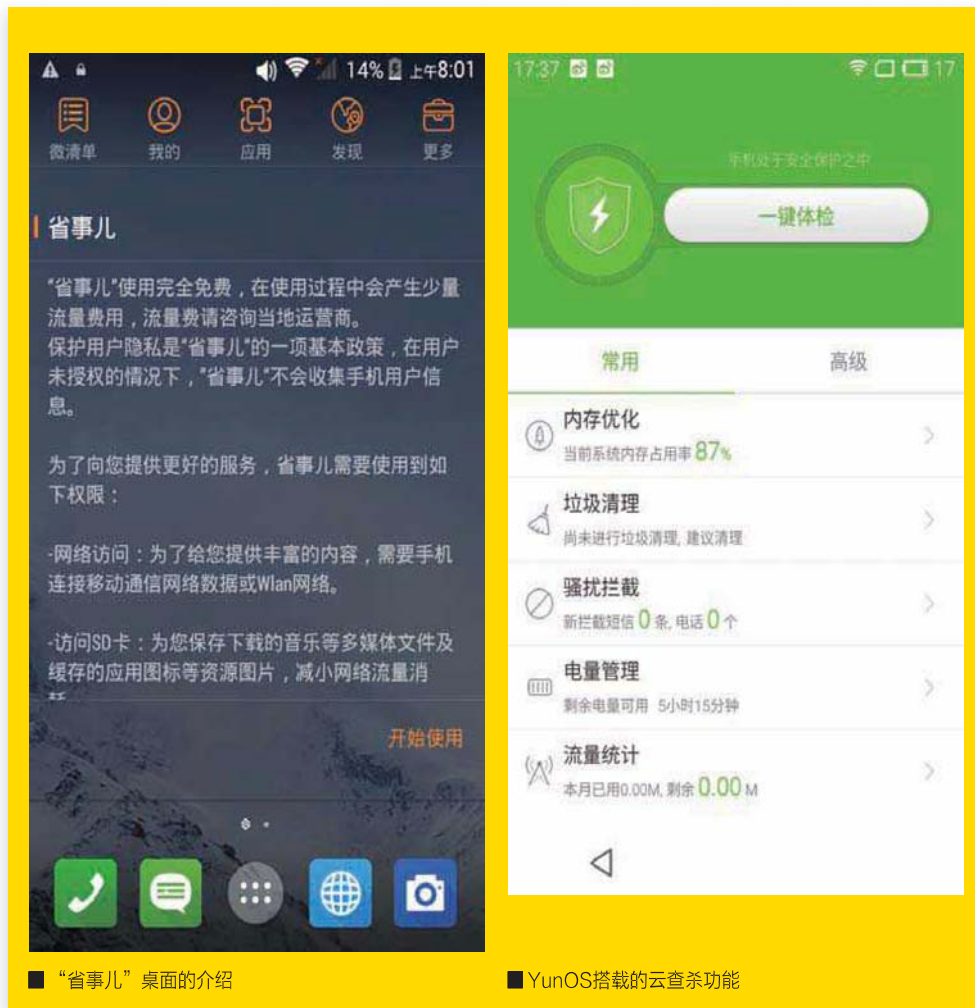 14% 上午8:01
微清单 我的 应用 发现 更多
省事儿
"省事儿"使用完全免费，在使用过程中会产生少量
流量费用，流量费请咨询当地运营商。
保护用户隐私是"省事儿"的一项基本政策，在用户
未授权的情况下，"省事儿"不会收集手机用户信
息。
为了向您提供更好的服务，省事儿需要使用到如
下权限：
-网络访问：为了给您提供丰富的内容，需要手机
连接移动通信网络数据或Wlan网络。
-访问SD卡：为您保存下载的音乐等多媒体文件及
缓存的应用图标等资源图片，减小网络流量消
开始使用
■ “省事儿”桌面的介绍
17:37 17
手机处于安全保护之中
一键体检
常用 高级
内存优化
当前系统内存占用率 87%
垃圾清理
尚未进行垃圾清理, 建议清理
骚扰拦截
新拦截短信 0 条, 电话 0 个
电量管理
剩余电量可用 5小时15分钟
流量统计
本月已用0.00M, 剩余 0.00 M
■ YunOS搭载的云查杀功能